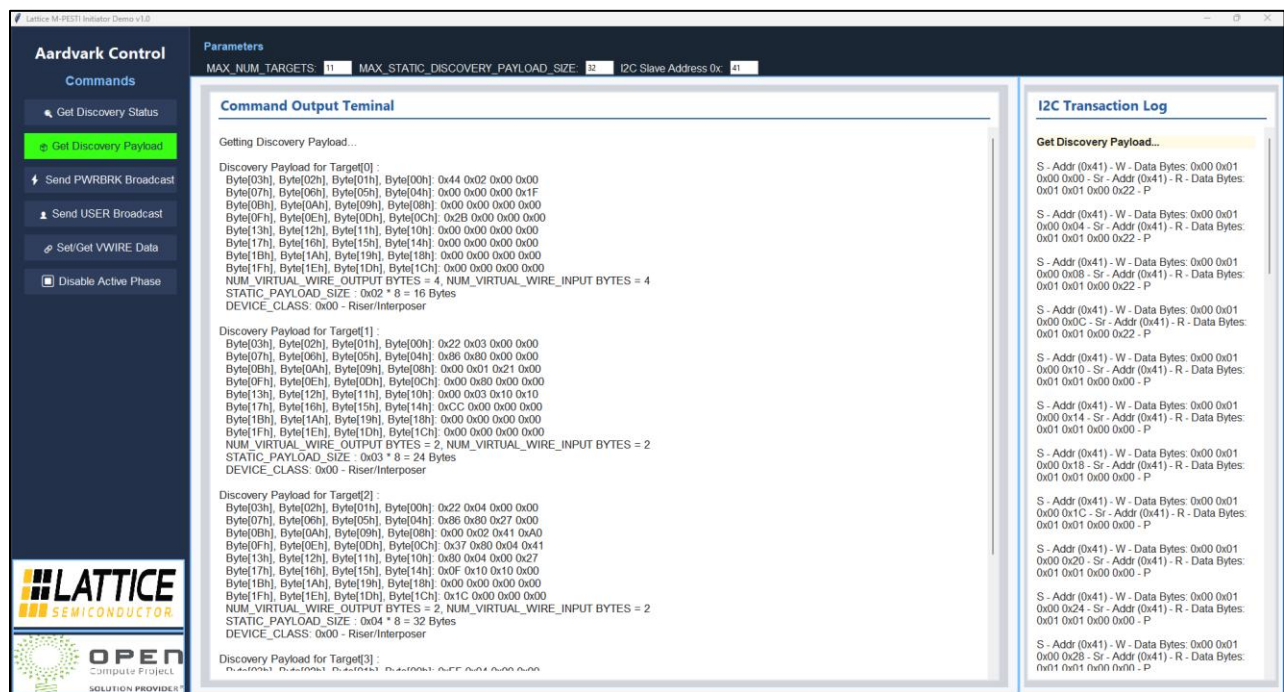 Lattice M-PESTI Initiator Demo v1.0
Aardvark Control
Commands
Get Discovery Status
Get Discovery Payload
Send PWRBRK Broadcast
Send USER Broadcast
Set/Get VWIRE Data
Disable Active Phase
LATTICE
SEMICONDUCTOR
OPEN
Compute Project
SOLUTION PROVIDER®
Parameters
MAX_NUM_TARGETS: 11 MAX_STATIC_DISCOVERY_PAYLOAD_SIZE: 32 I2C Slave Address 0x: 41
Command Output Teminal
Getting Discovery Payload...
Discovery Payload for Target[0] :
Byte[03h], Byte[02h], Byte[01h], Byte[00h]: 0x44 0x02 0x00 0x00
Byte[07h], Byte[06h], Byte[05h], Byte[04h]: 0x00 0x00 0x00 0x1F
Byte[0Bh], Byte[0Ah], Byte[09h], Byte[08h]: 0x00 0x00 0x00 0x00
Byte[0Fh], Byte[0Eh], Byte[0Dh], Byte[0Ch]: 0x2B 0x00 0x00 0x00
Byte[13h], Byte[12h], Byte[11h], Byte[10h]: 0x00 0x00 0x00 0x00
Byte[17h], Byte[16h], Byte[15h], Byte[14h]: 0x00 0x00 0x00 0x00
Byte[1Bh], Byte[1Ah], Byte[19h], Byte[18h]: 0x00 0x00 0x00 0x00
Byte[1Fh], Byte[1Eh], Byte[1Dh], Byte[1Ch]: 0x00 0x00 0x00 0x00
NUM_VIRTUAL_WIRE_OUTPUT BYTES = 4, NUM_VIRTUAL_WIRE_INPUT BYTES = 4
STATIC_PAYLOAD_SIZE : 0x02 * 8 = 16 Bytes
DEVICE_CLASS: 0x00 - Riser/Interposer
Discovery Payload for Target[1] :
Byte[03h], Byte[02h], Byte[01h], Byte[00h]: 0x22 0x03 0x00 0x00
Byte[07h], Byte[06h], Byte[05h], Byte[04h]: 0x86 0x80 0x00 0x00
Byte[0Bh], Byte[0Ah], Byte[09h], Byte[08h]: 0x00 0x01 0x21 0x00
Byte[0Fh], Byte[0Eh], Byte[0Dh], Byte[0Ch]: 0x00 0x80 0x00 0x00
Byte[13h], Byte[12h], Byte[11h], Byte[10h]: 0x00 0x03 0x10 0x10
Byte[17h], Byte[16h], Byte[15h], Byte[14h]: 0xCC 0x00 0x00 0x00
Byte[1Bh], Byte[1Ah], Byte[19h], Byte[18h]: 0x00 0x00 0x00 0x00
Byte[1Fh], Byte[1Eh], Byte[1Dh], Byte[1Ch]: 0x00 0x00 0x00 0x00
NUM_VIRTUAL_WIRE_OUTPUT BYTES = 2, NUM_VIRTUAL_WIRE_INPUT BYTES = 2
STATIC_PAYLOAD_SIZE : 0x03 * 8 = 24 Bytes
DEVICE_CLASS: 0x00 - Riser/Interposer
Discovery Payload for Target[2] :
Byte[03h], Byte[02h], Byte[01h], Byte[00h]: 0x22 0x04 0x00 0x00
Byte[07h], Byte[06h], Byte[05h], Byte[04h]: 0x86 0x80 0x27 0x00
Byte[0Bh], Byte[0Ah], Byte[09h], Byte[08h]: 0x00 0x02 0x41 0xA0
Byte[0Fh], Byte[0Eh], Byte[0Dh], Byte[0Ch]: 0x37 0x80 0x04 0x41
Byte[13h], Byte[12h], Byte[11h], Byte[10h]: 0x80 0x04 0x00 0x27
Byte[17h], Byte[16h], Byte[15h], Byte[14h]: 0x0F 0x10 0x10 0x00
Byte[1Bh], Byte[1Ah], Byte[19h], Byte[18h]: 0x00 0x00 0x00 0x00
Byte[1Fh], Byte[1Eh], Byte[1Dh], Byte[1Ch]: 0x1C 0x00 0x00 0x00
NUM_VIRTUAL_WIRE_OUTPUT BYTES = 2, NUM_VIRTUAL_WIRE_INPUT BYTES = 2
STATIC_PAYLOAD_SIZE : 0x04 * 8 = 32 Bytes
DEVICE_CLASS: 0x00 - Riser/Interposer
Discovery Payload for Target[3] :
I2C Transaction Log
Get Discovery Payload...
S - Addr (0x41) - W - Data Bytes: 0x00 0x01
0x00 0x00 - Sr - Addr (0x41) - R - Data Bytes:
0x01 0x01 0x00 0x22 - P
S - Addr (0x41) - W - Data Bytes: 0x00 0x01
0x00 0x04 - Sr - Addr (0x41) - R - Data Bytes:
0x01 0x01 0x00 0x22 - P
S - Addr (0x41) - W - Data Bytes: 0x00 0x01
0x00 0x08 - Sr - Addr (0x41) - R - Data Bytes:
0x01 0x01 0x00 0x22 - P
S - Addr (0x41) - W - Data Bytes: 0x00 0x01
0x00 0x0C - Sr - Addr (0x41) - R - Data Bytes:
0x01 0x01 0x00 0x22 - P
S - Addr (0x41) - W - Data Bytes: 0x00 0x01
0x00 0x10 - Sr - Addr (0x41) - R - Data Bytes:
0x01 0x01 0x00 0x00 - P
S - Addr (0x41) - W - Data Bytes: 0x00 0x01
0x00 0x14 - Sr - Addr (0x41) - R - Data Bytes:
0x01 0x01 0x00 0x00 - P
S - Addr (0x41) - W - Data Bytes: 0x00 0x01
0x00 0x18 - Sr - Addr (0x41) - R - Data Bytes:
0x01 0x01 0x00 0x00 - P
S - Addr (0x41) - W - Data Bytes: 0x00 0x01
0x00 0x1C - Sr - Addr (0x41) - R - Data Bytes:
0x01 0x01 0x00 0x00 - P
S - Addr (0x41) - W - Data Bytes: 0x00 0x01
0x00 0x20 - Sr - Addr (0x41) - R - Data Bytes:
0x01 0x01 0x00 0x00 - P
S - Addr (0x41) - W - Data Bytes: 0x00 0x01
0x00 0x24 - Sr - Addr (0x41) - R - Data Bytes:
0x01 0x01 0x00 0x00 - P
S - Addr (0x41) - W - Data Bytes: 0x00 0x01
0x00 0x28 - Sr - Addr (0x41) - R - Data Bytes:
0x01 0x01 0x00 0x00 - P